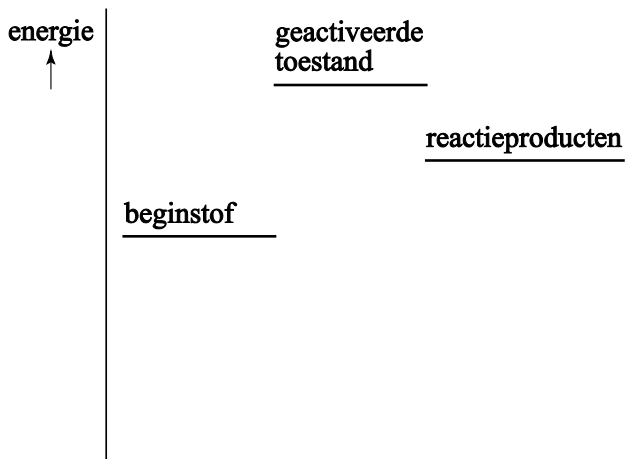 energie
geactiveerde
toestand
reactieproducten
beginstof